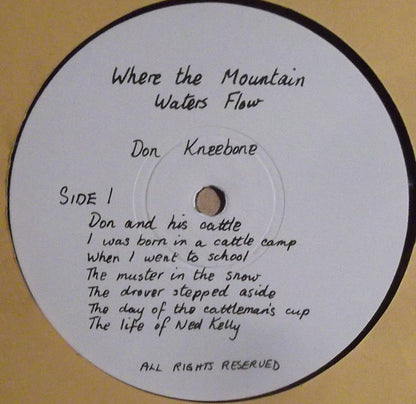 Where the Mountain
Waters Flow
Don Kneebone
SIDE 1
Don and his cattle
I was born in a cattle camp
When I went to school
The muster in the snow
The drover stepped aside
The day of the cattleman's cup
The life of Ned Kelly
ALL RIGHTS RESERVED